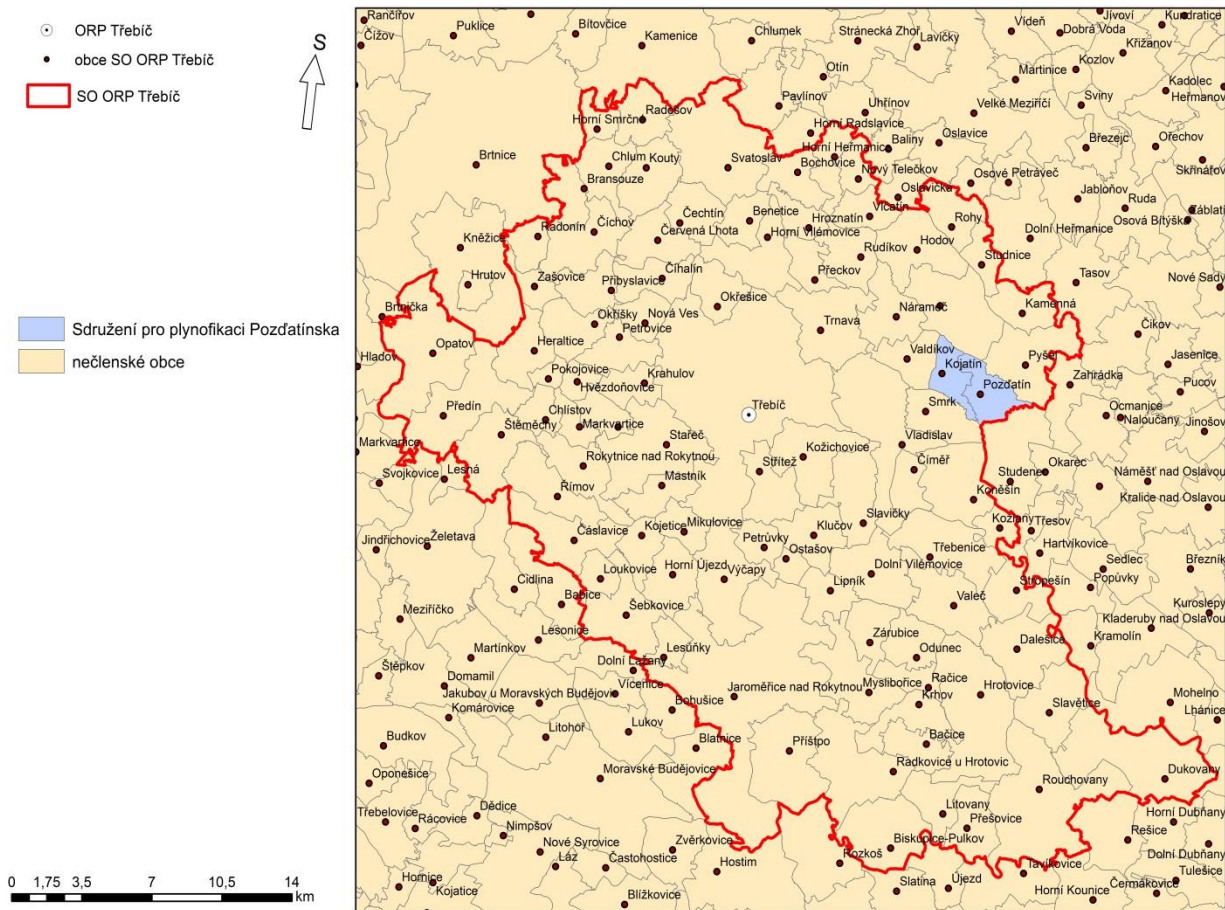 ORP Třebíč
obce SO ORP Třebíč
SO ORP Třebíč
S
Sdružení pro plynofikaci Pozďatínska
nečlenské obce
0 1,75 3,5 7 10,5 14
km
Rančířov
Čížov
Puklice
Bítovčice
Kamenice
Chlumek
Stránecká Zhoř
Lavičky
Vídeň
Jívoví
Dobrá Voda
Kundratice
Křižanov
Otín
Martinice
Kozlov
Kadolec
Heřmanov
Pavlínov
Uhřínov
Velké Meziříčí
Sviny
Radešov
Horní Smrčné
Horní Radslavice
Baliny
Oslavice
Březejc
Ořechov
Horní Heřmanice
Brtnice
Chlum
Kouty
Svatoslav
Bochovice
Nový Telečkov
Skřinářov
Bransouze
Oslavička
Osové
Petráveč
Jabloňov
Ruda
Záblatí
Osová Bítýška
Radonín
Číchov
Čechtín
Benetice
Hroznatín
Vlčatín
Rohy
Červená Lhota
Horní Vilémovice
Dolní Heřmanice
Kněžice
Rudíkov
Hodov
Studnice
Hrutov
Zašovice
Přibyslavice
Číhalín
Přeckov
Tasov
Nové Sady
Brtnička
Okřešice
Náraměč
Kamenná
Okříšky
Nová Ves
Petrovice
Trnava
Čikov
Hladov
Opatov
Heraltice
Valdíkov
Kojatín
Pyšel
Jasenice
Pokojovice
Krahulov
Hvězdoňovice
Pozďatín
Zahrádka
Pucov
Předín
Chlístov
Třebíč
Smrk
Ocmanice
Naloučany
Jinošov
Štěměchy
Markvartice
Markvartice
Stařeč
Kožichovice
Vladislav
Svojkovice
Lesná
Rokytnice nad Rokytnou
Střítež
Číměř
Studenec
Okarec
Náměšť nad Oslavou
Římov
Mastník
Koněšín
Kralice nad Oslavou
Slavičky
Kozlany
Třesov
Jindřichovice
Želetava
Čáslavice
Kojetice
Mikulovice
Petrůvky
Klučov
Hartvíkovice
Ostašov
Třebenice
Sedlec
Březník
Cidlina
Loukovice
Horní Újezd
Výčapy
Lipník
Dolní Vilémovice
Stropešín
Popůvky
Babice
Valeč
Kuroslepy
Meziříčko
Šebkovice
Kladeruby nad Oslavou
Lesonice
Zárubice
Dalešice
Kramolín
Martínkov
Dolní Lažany
Lesůňky
Odunec
Štěpkov
Domamil
Jakubov u Moravských Budějovic
Vícenice
Jaroměřice nad Rokytnou
Myslibořice
Račice
Hrotovice
Mohelno
Komárovice
Bohušice
Krhov
Slavětice
Lhánice
Budkov
Litohoř
Lukov
Blatnice
Příštpo
Bačice
Oponešice
Moravské Budějovice
Radkovice u Hrotovic
Rouchovany
Dukovany
Třebelovice
Rácovice
Dědice
Litovany
Horní Dubňany
Nimpšov
Přešovice
Rešice
Nové Syrovice
Zvěrkovice
Biskupice-Pulkov
Dolní Dubňany
Láz
Častohostice
Hostim
Rozkoš
Tavíkovice
Hornice
Kojatice
Slatina
Újezd
Tulešice
Horní Kounice
Čermákovice
Blížkovice